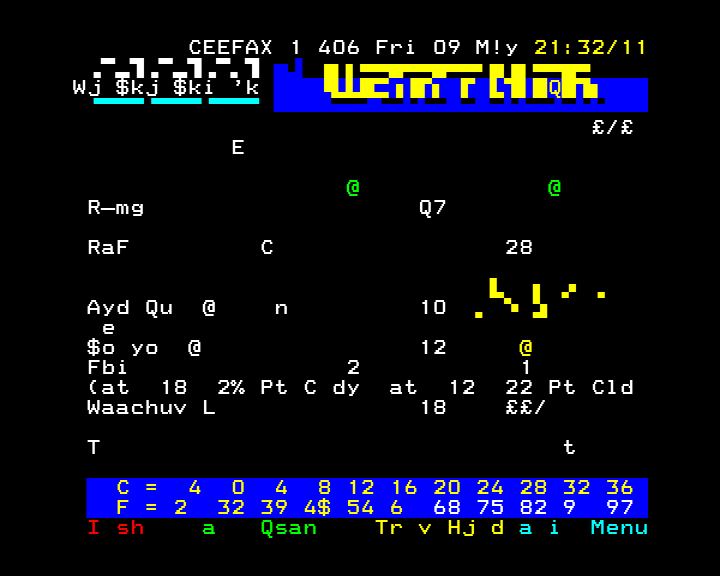 CEEFAX 1 406 Fri 09 M!y 21:32/11
Wj $kj $ki 'k Q
£/£
E
@ @
R—mg Q7
RaF C 28
Ayd Qu @ n 10
e
$o yo @ 12 @
Fbi 2 1
(at 18 2% Pt C dy at 12 22 Pt Cld
Waachuv L 18 ££/
T t
C = 4 0 4 8 12 16 20 24 28 32 36
F = 2 32 39 4$ 54 6 68 75 82 9 97
I sh a Qsan Tr v Hj d a i Menu